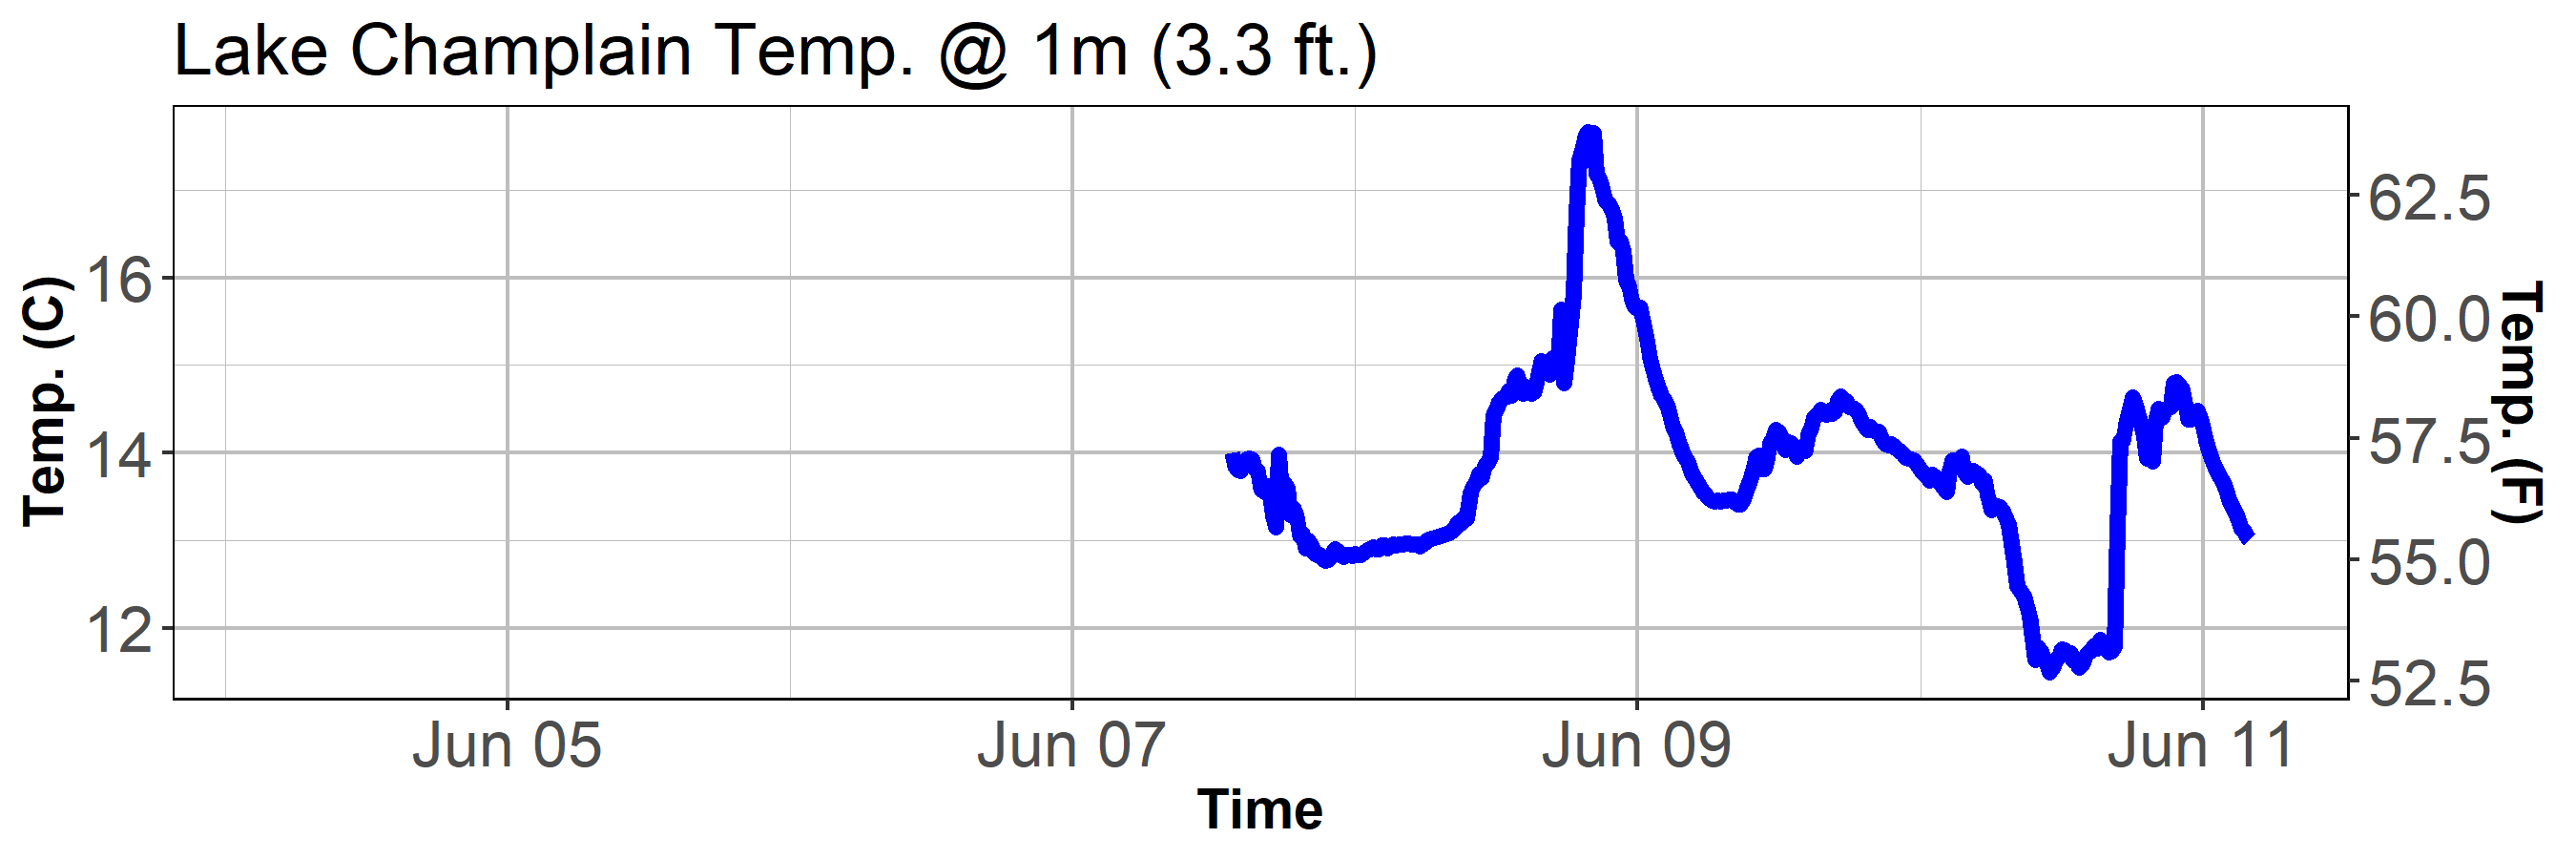 Lake Champlain Temp. @ 1m (3.3 ft.)
Temp. (C)
16
14
12
62.5
60.0
57.5
55.0
52.5
Temp. (F)
Jun 05 Jun 07 Jun 09 Jun 11
Time